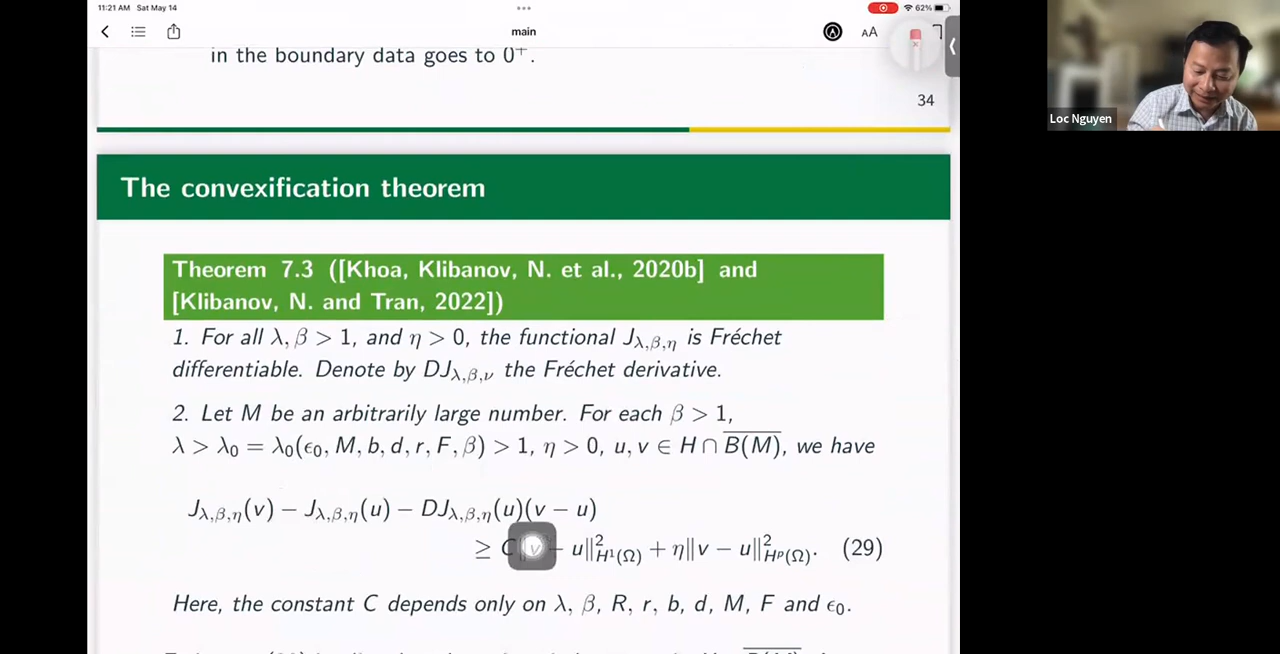 11:21 AM Sat May 14
62%
main
AA
in the boundary data goes to 0⁺.
34
Loc Nguyen
The convexification theorem
Theorem 7.3 ([Khoa, Klibanov, N. et al., 2020b] and
[Klibanov, N. and Tran, 2022])
1. For all λ, β > 1, and η > 0, the functional J_{λ,β,η} is Fréchet
differentiable. Denote by DJ_{λ,β,ν} the Fréchet derivative.
2. Let M be an arbitrarily large number. For each β > 1,
λ > λ₀ = λ₀(ϵ₀, M, b, d, r, F, β) > 1, η > 0, u, v ∈ H ∩ \overline{B(M)}, we have
J_{λ,β,η}(v) − J_{λ,β,η}(u) − DJ_{λ,β,η}(u)(v − u)
≥ C‖v − u‖²_{H¹(Ω)} + η‖v − u‖²_{Hᵖ(Ω)}. (29)
Here, the constant C depends only on λ, β, R, r, b, d, M, F and ϵ₀.